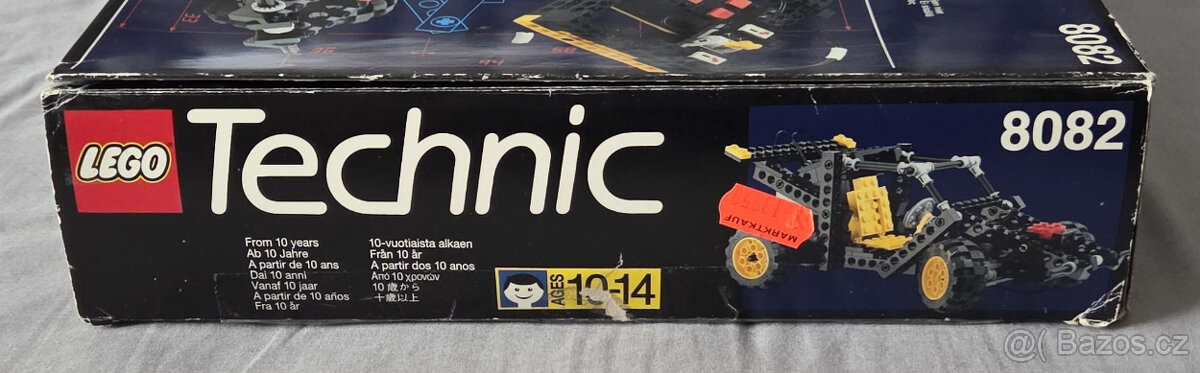 8082
LEGO
Technic
8082
MARKTKAUF
From 10 years
Ab 10 Jahre
A partir de 10 ans
Dai 10 anni
Vanaf 10 jaar
A partir de 10 años
Fra 10 år
10-vuotiaista alkaen
Från 10 år
A partir dos 10 anos
Απο 10 χρονών
10歳から
十歳以上
AGES
10-14
@( Bazos.cz